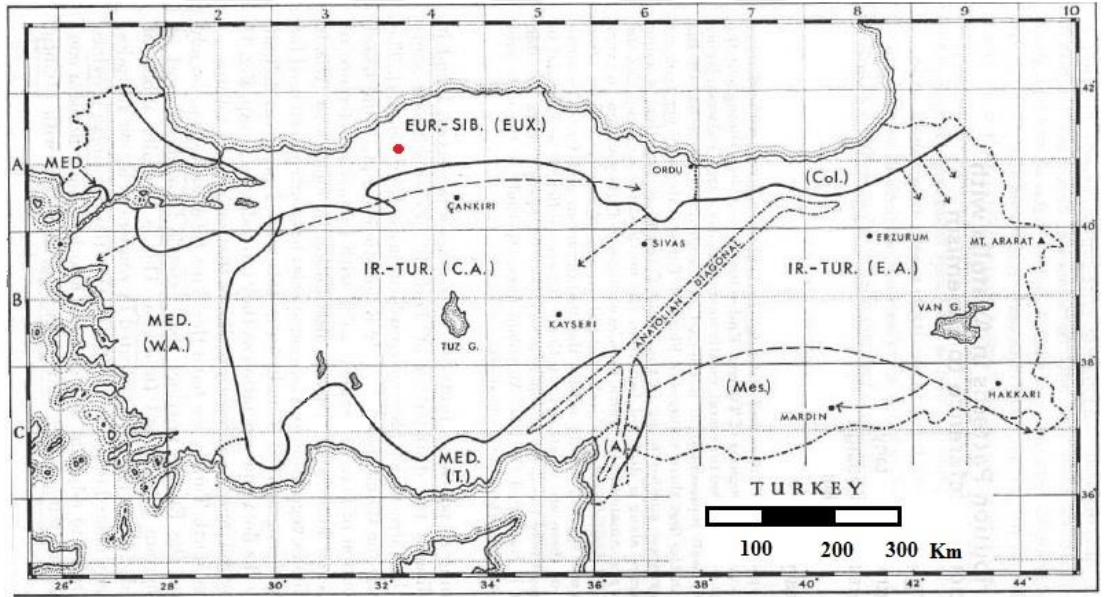 1 2 3 4 5 6 7 8 9 10
42°
EUR.-SIB. (EUX.)
A
MED.
ORDU
(Col.)
ÇANKIRI
40°
SIVAS
ERZURUM
MT. ARARAT
IR.-TUR. (C.A.)
ANATOLIAN DIAGONAL
IR.-TUR. (E.A.)
B
MED.
(W.A.)
TUZ G.
KAYSERI
VAN G.
38°
(Mes.)
HAKKARI
MARDIN
C
MED.
(T.)
(A)
36°
TURKEY
100 200 300 Km
26° 28° 30° 32° 34° 36° 38° 40° 42° 44°